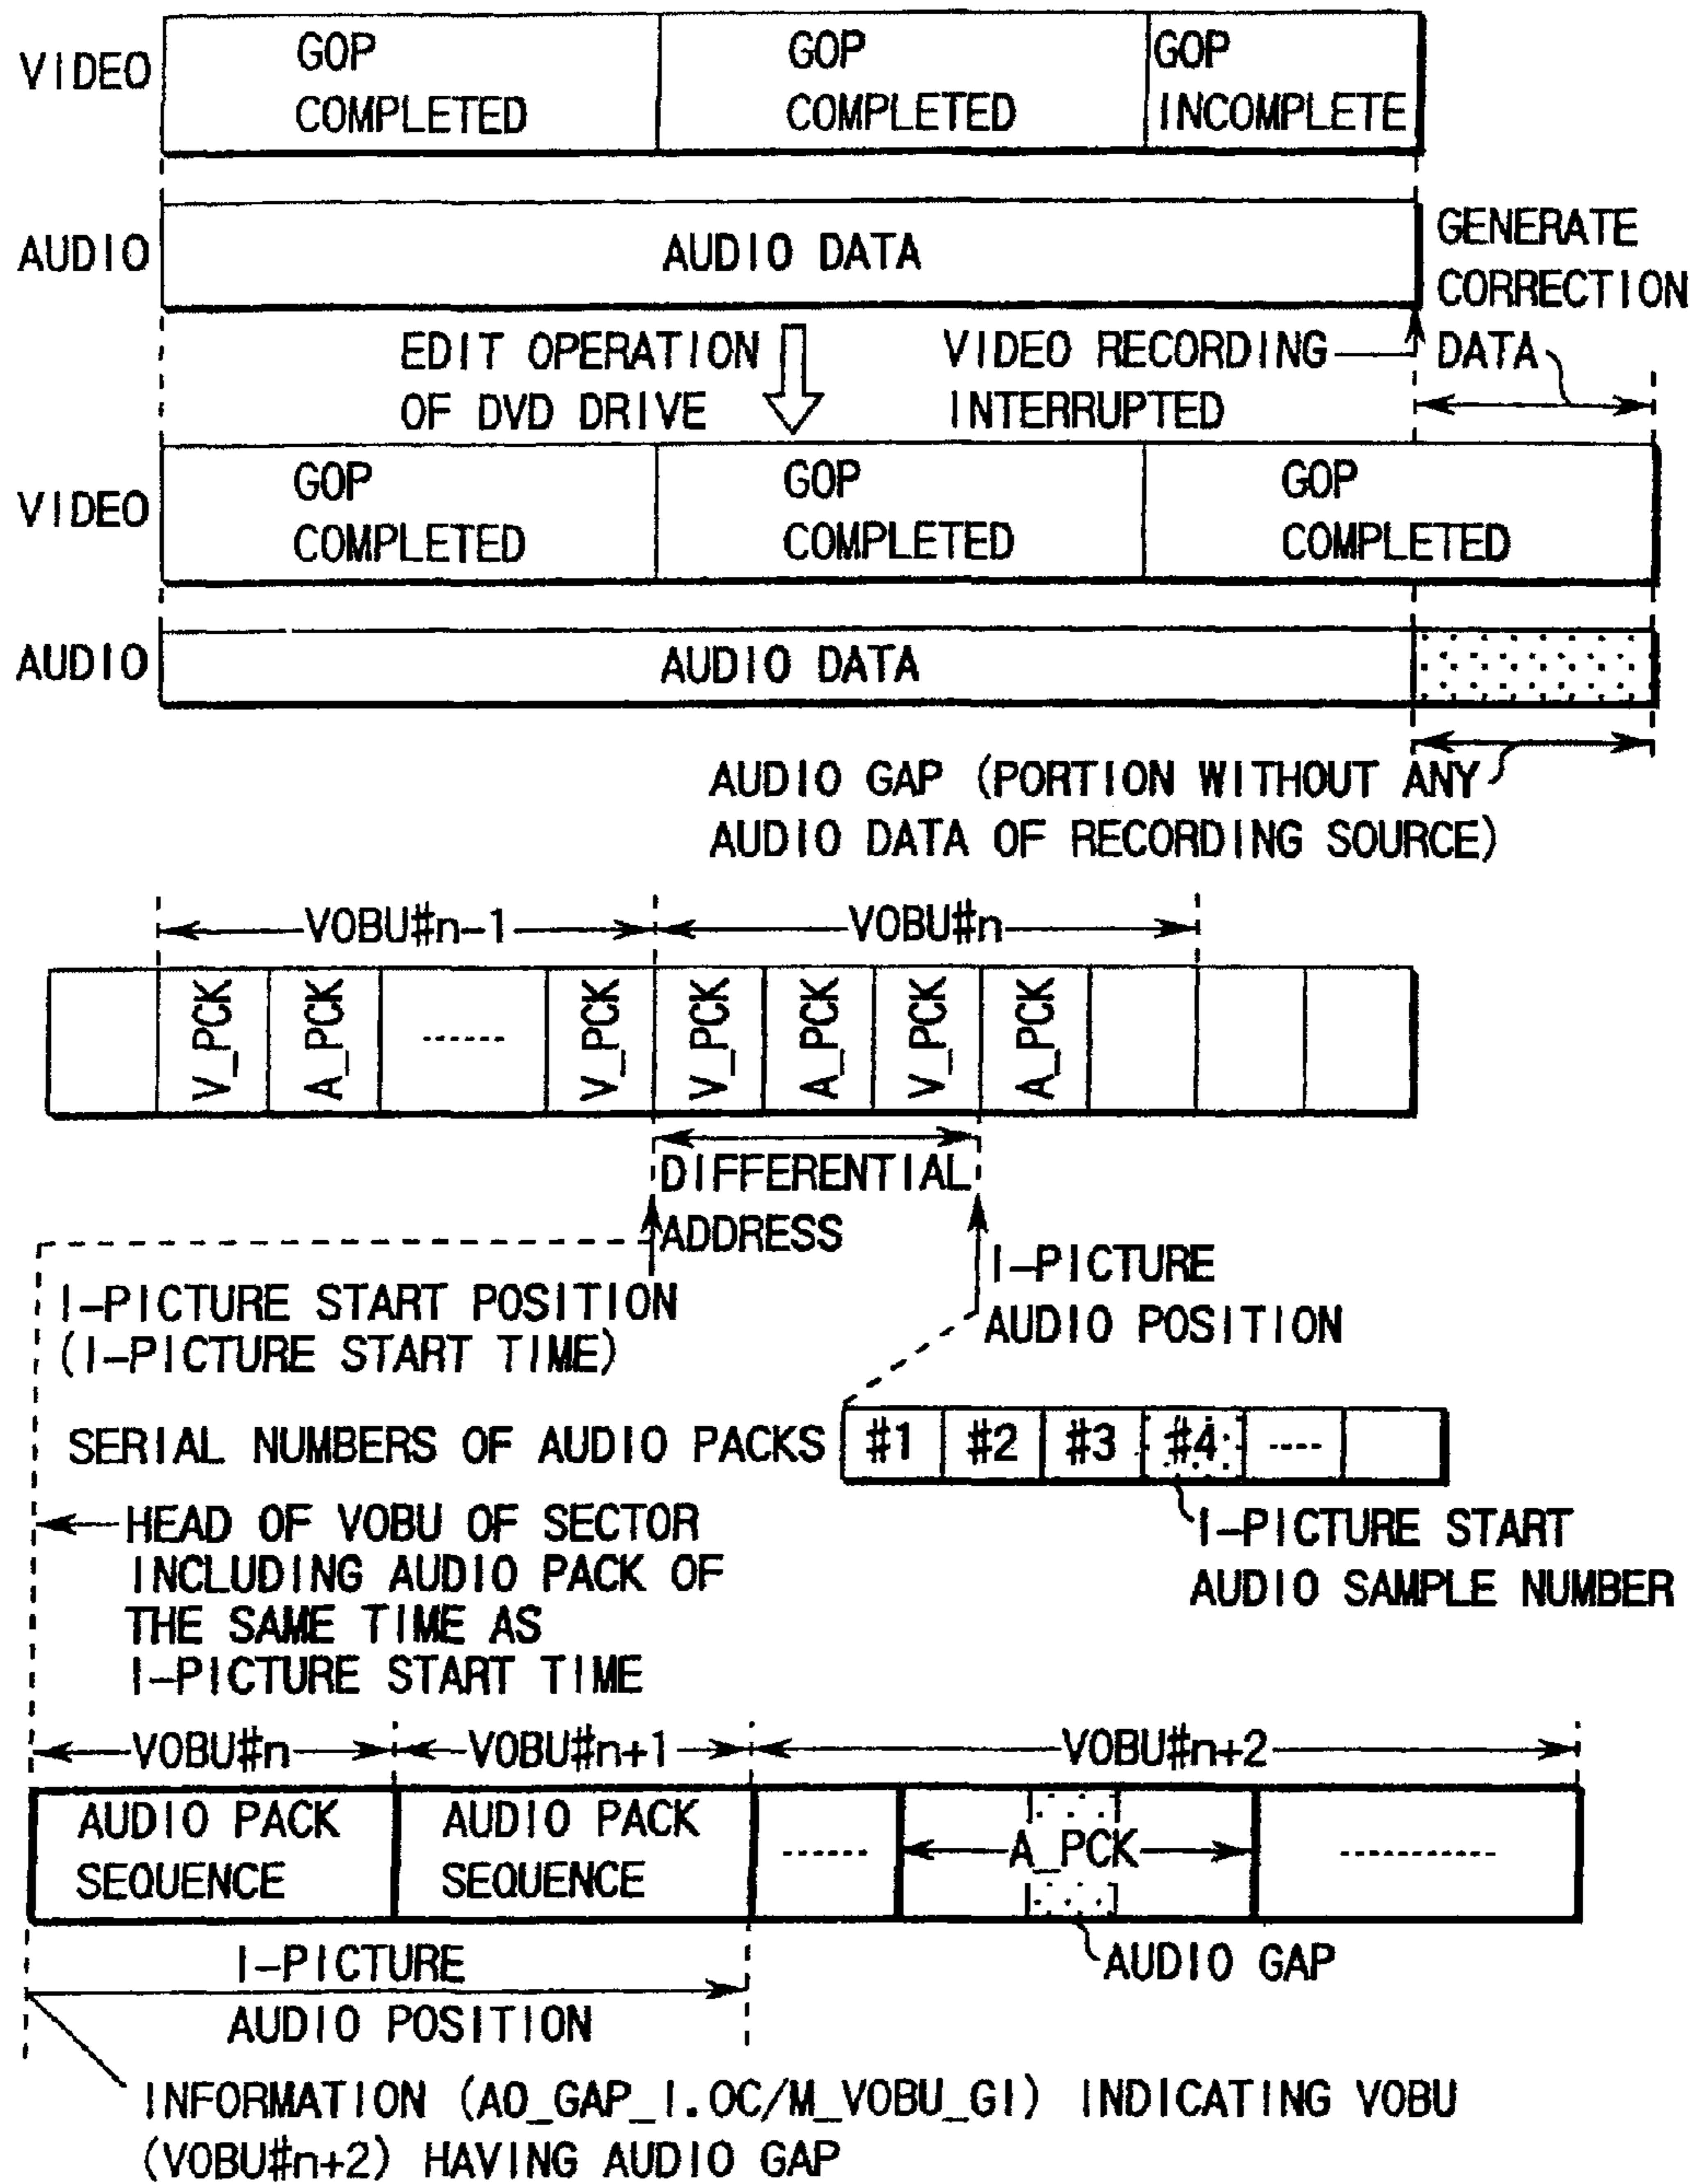 VIDEO
GOP
COMPLETED
GOP
COMPLETED
GOP
INCOMPLETE
AUDIO
AUDIO DATA
GENERATE
CORRECTION
DATA
EDIT OPERATION
OF DVD DRIVE
VIDEO RECORDING
INTERRUPTED
VIDEO
GOP
COMPLETED
GOP
COMPLETED
GOP
COMPLETED
AUDIO
AUDIO DATA
AUDIO GAP (PORTION WITHOUT ANY
AUDIO DATA OF RECORDING SOURCE)
VOBU#n-1
VOBU#n
V_PCK
A_PCK
------
V_PCK
V_PCK
A_PCK
V_PCK
A_PCK
DIFFERENTIAL
ADDRESS
I-PICTURE START POSITION
(I-PICTURE START TIME)
I-PICTURE
AUDIO POSITION
SERIAL NUMBERS OF AUDIO PACKS
#1 #2 #3 #4 ----
I-PICTURE START
AUDIO SAMPLE NUMBER
HEAD OF VOBU OF SECTOR
INCLUDING AUDIO PACK OF
THE SAME TIME AS
I-PICTURE START TIME
VOBU#n
VOBU#n+1
VOBU#n+2
AUDIO PACK
SEQUENCE
AUDIO PACK
SEQUENCE
------
A_PCK
----------
AUDIO GAP
I-PICTURE
AUDIO POSITION
INFORMATION (A0_GAP_I.OC/M_VOBU_GI) INDICATING VOBU
(VOBU#n+2) HAVING AUDIO GAP